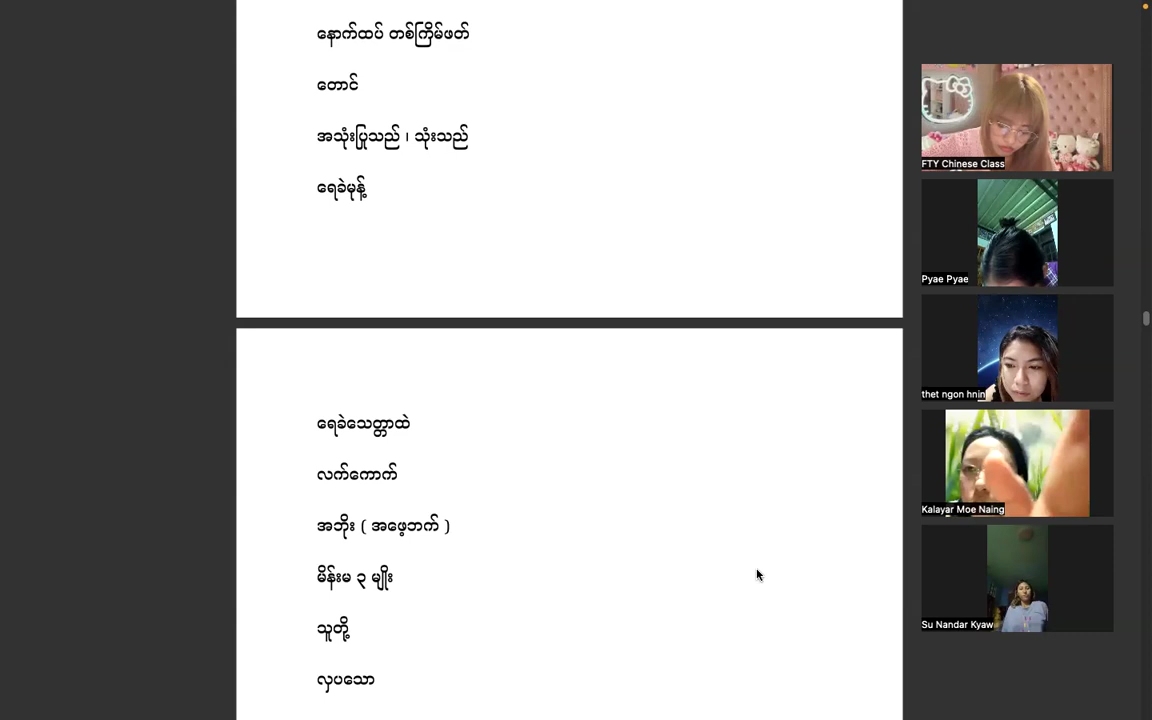 နောက်ထပ် တစ်ကြိမ်ဖတ်
တောင်
အသုံးပြုသည် ၊ သုံးသည်
ရေခဲမုန့်
ရေခဲသေတ္တာထဲ
လက်ကောက်
အဘိုး ( အဖေ့ဘက် )
မိန်းမ ၃ မျိုး
သူတို့
လှပသော
FTY Chinese Class
Pyae Pyae
thet ngon hnin
Kalayar Moe Naing
Su Nandar Kyaw